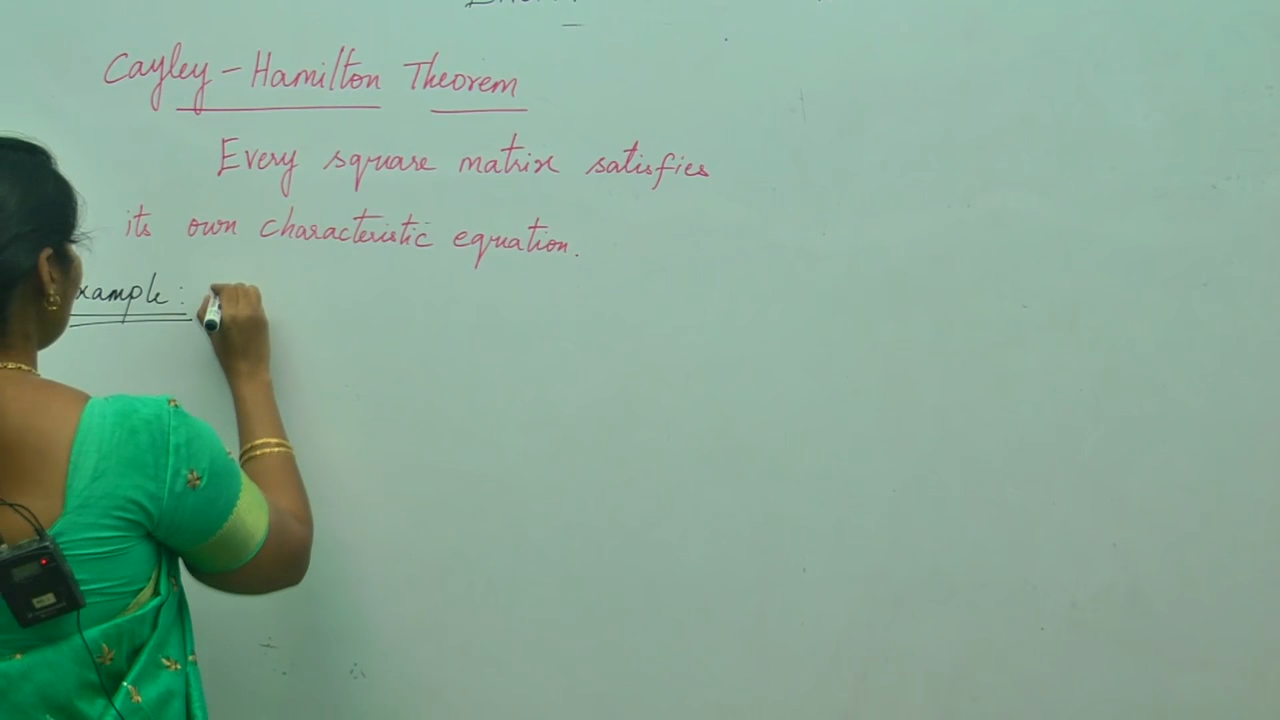 Cayley - Hamilton Theorem
Every square matrix satisfies
its own characteristic equation.
xample :